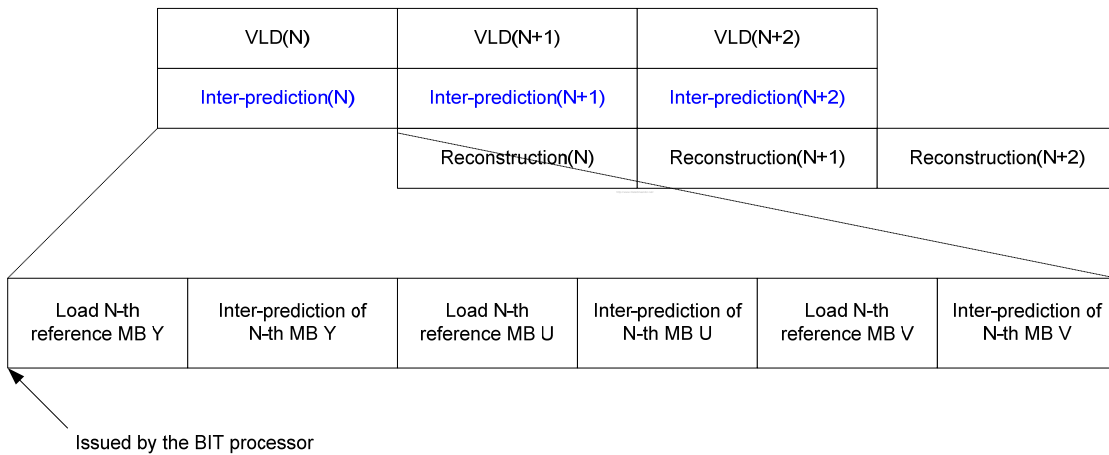 VLD(N) VLD(N+1) VLD(N+2)
Inter-prediction(N) Inter-prediction(N+1) Inter-prediction(N+2)
Reconstruction(N) Reconstruction(N+1) Reconstruction(N+2)
Load N-th
reference MB Y
Inter-prediction of
N-th MB Y
Load N-th
reference MB U
Inter-prediction of
N-th MB U
Load N-th
reference MB V
Inter-prediction of
N-th MB V
Issued by the BIT processor